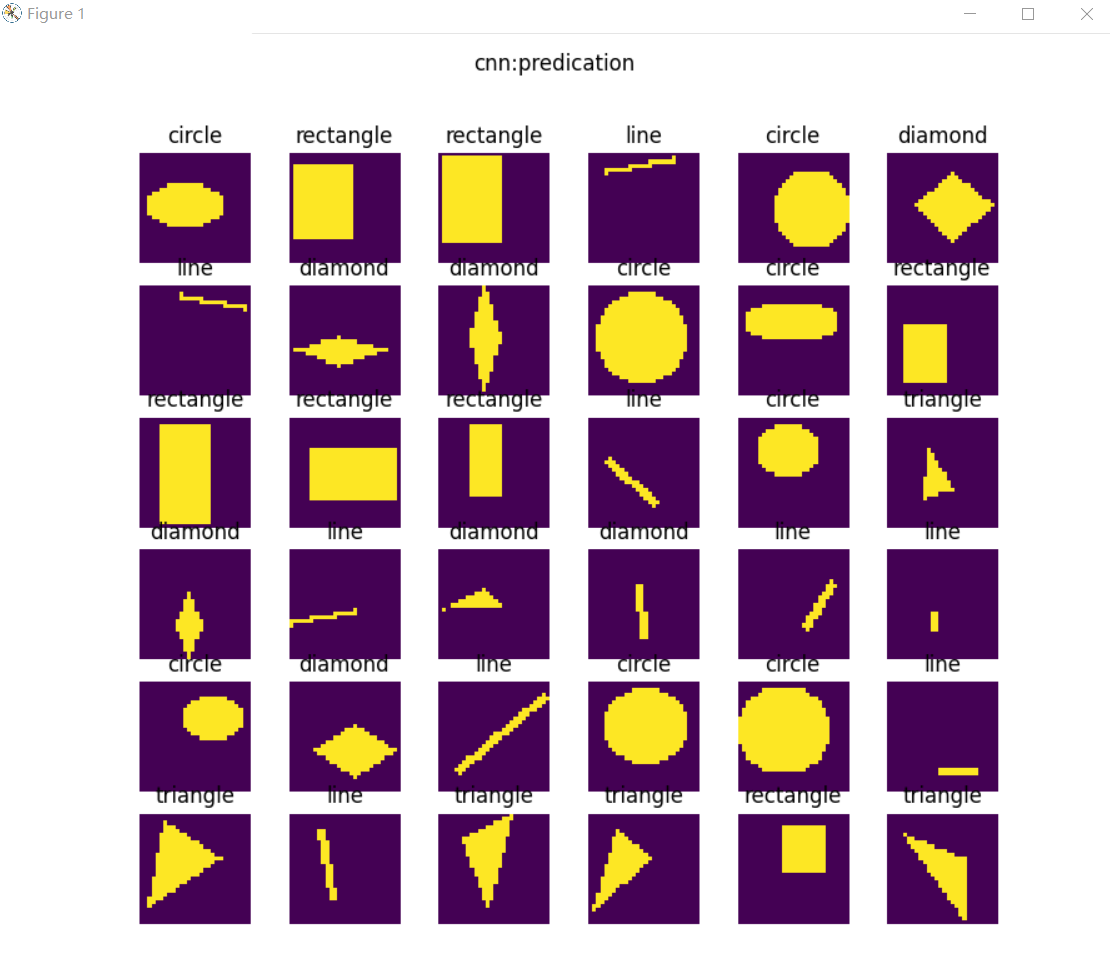 Figure 1
cnn:predication
circle rectangle rectangle line circle diamond
line diamond diamond circle circle rectangle
rectangle rectangle rectangle line circle triangle
diamond line diamond diamond line line
circle diamond line circle circle line
triangle line triangle triangle rectangle triangle